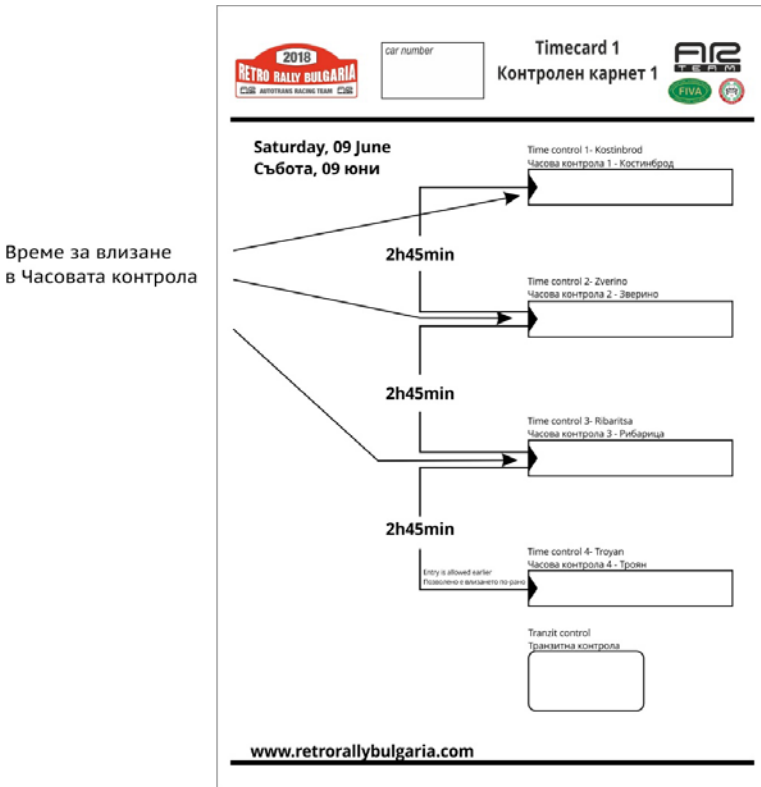 2018
RETRO RALLY BULGARIA
AUTOTRANS RACING TEAM
car number
Timecard 1
Контролен карнет 1
AR
TEAM
FIVA
Saturday, 09 June
Събота, 09 юни
Time control 1- Kostinbrod
Часова контрола 1 - Костинброд
Време за влизане
в Часовата контрола
2h45min
Time control 2- Zverino
Часова контрола 2 - Зверино
2h45min
Time control 3- Ribaritsa
Часова контрола 3 - Рибарица
2h45min
Time control 4- Troyan
Часова контрола 4 - Троян
Entry is allowed earlier
Позволено е влизането по-рано
Tranzit control
Транзитна контрола
www.retrorallybulgaria.com